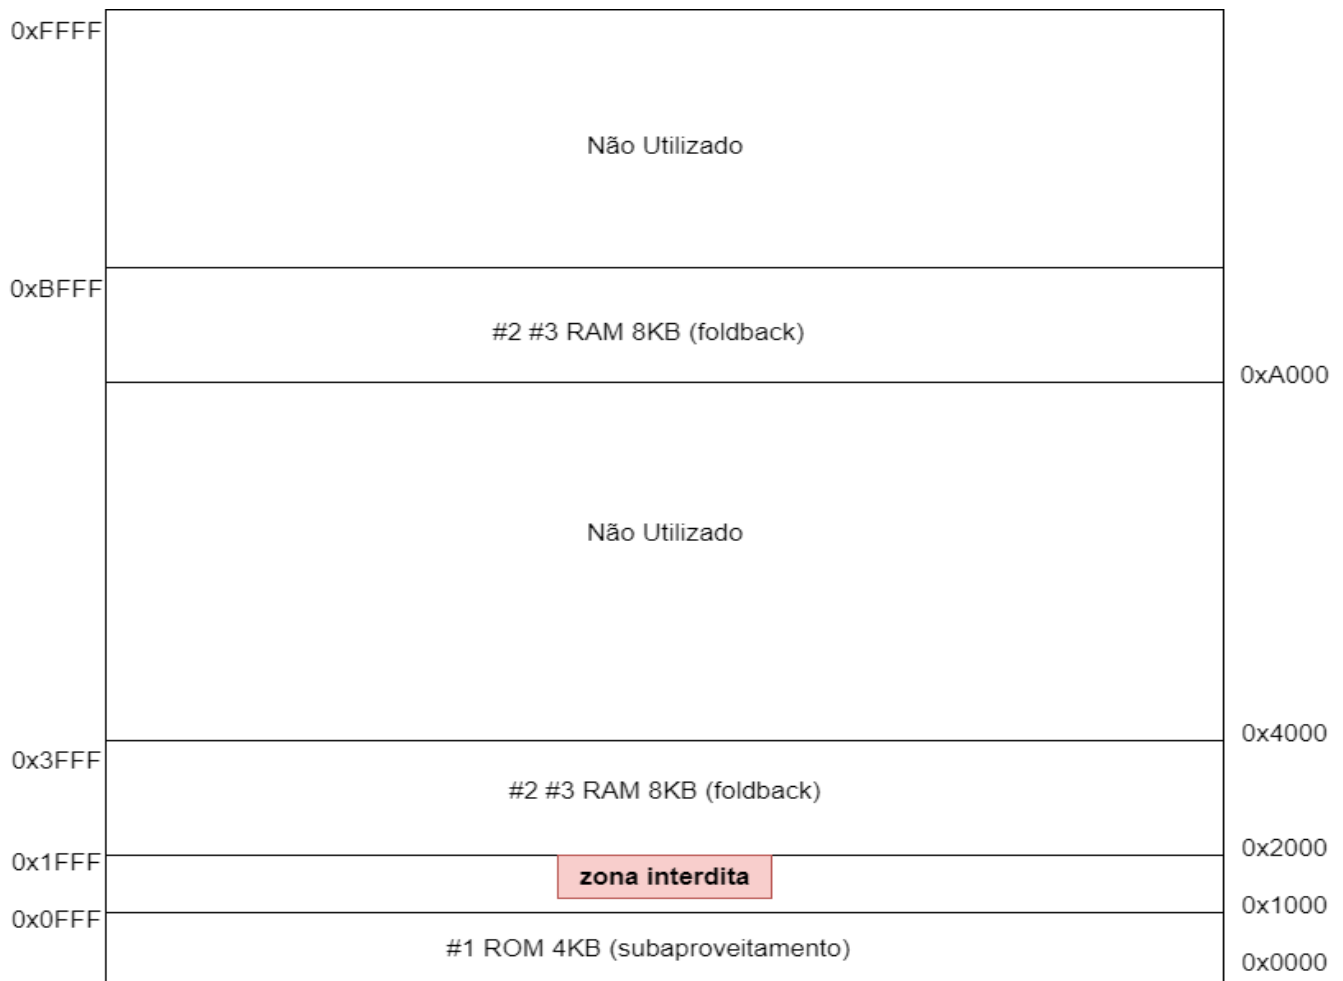 0xFFFF
Não Utilizado
0xBFFF
#2 #3 RAM 8KB (foldback)
0xA000
Não Utilizado
0x4000
0x3FFF
#2 #3 RAM 8KB (foldback)
0x2000
0x1FFF
zona interdita
0x1000
0x0FFF
#1 ROM 4KB (subaproveitamento)
0x0000